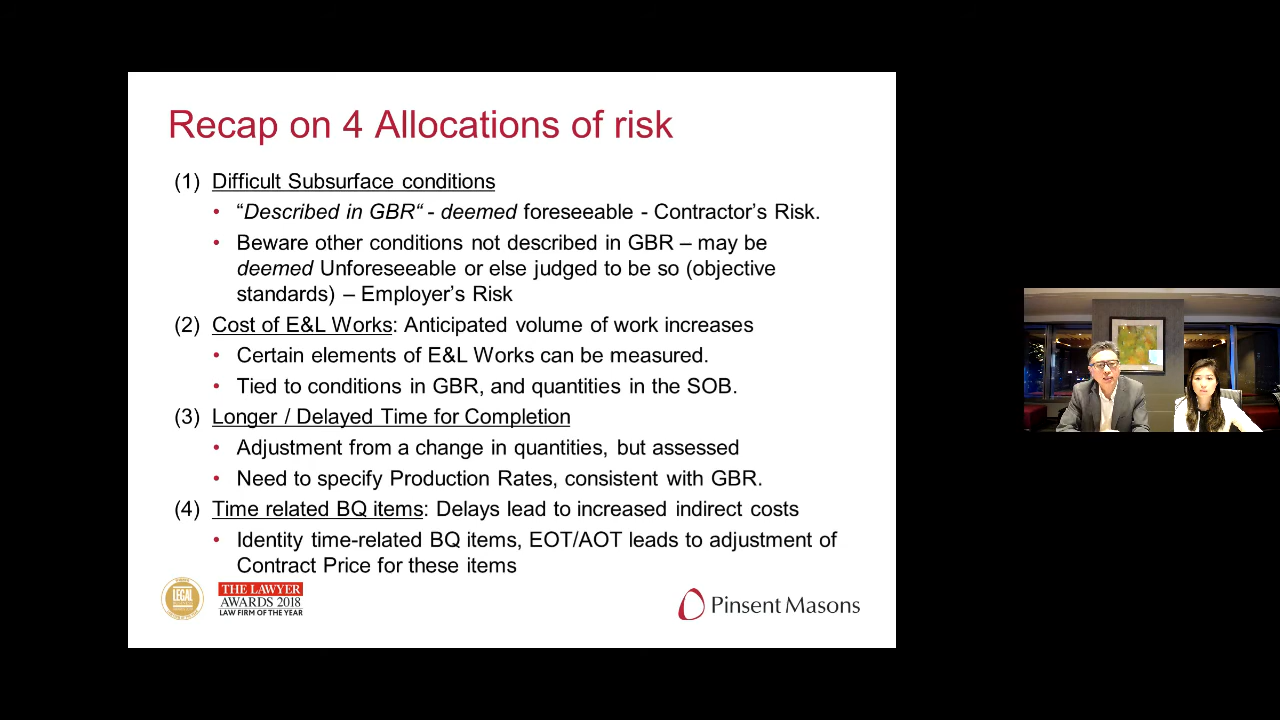 Recap on 4 Allocations of risk
(1) Difficult Subsurface conditions
• “Described in GBR“ - deemed foreseeable - Contractor’s Risk.
• Beware other conditions not described in GBR – may be
deemed Unforeseeable or else judged to be so (objective
standards) – Employer’s Risk
(2) Cost of E&L Works: Anticipated volume of work increases
• Certain elements of E&L Works can be measured.
• Tied to conditions in GBR, and quantities in the SOB.
(3) Longer / Delayed Time for Completion
• Adjustment from a change in quantities, but assessed
• Need to specify Production Rates, consistent with GBR.
(4) Time related BQ items: Delays lead to increased indirect costs
• Identity time-related BQ items, EOT/AOT leads to adjustment of
Contract Price for these items
LEGAL
THE LAWYER
AWARDS 2018
LAW FIRM OF THE YEAR
Pinsent Masons